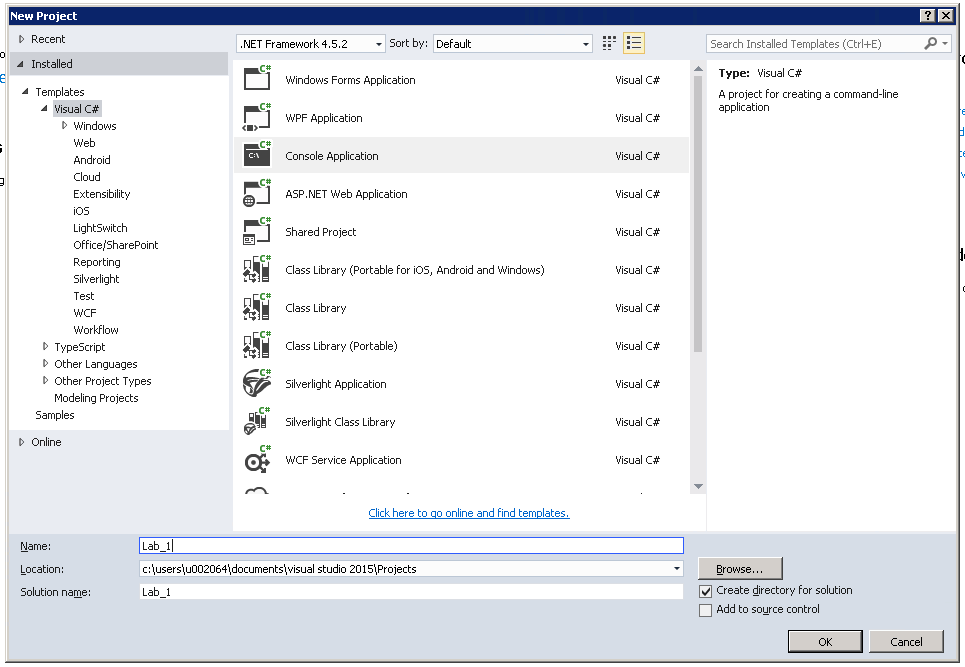 New Project
Recent
Installed
Templates
Visual C#
Windows
Web
Android
Cloud
Extensibility
iOS
LightSwitch
Office/SharePoint
Reporting
Silverlight
Test
WCF
Workflow
TypeScript
Other Languages
Other Project Types
Modeling Projects
Samples
Online
.NET Framework 4.5.2 Sort by: Default
Windows Forms Application Visual C#
WPF Application Visual C#
Console Application Visual C#
ASP.NET Web Application Visual C#
Shared Project Visual C#
Class Library (Portable for iOS, Android and Windows) Visual C#
Class Library Visual C#
Class Library (Portable) Visual C#
Silverlight Application Visual C#
Silverlight Class Library Visual C#
WCF Service Application Visual C#
Click here to go online and find templates.
Search Installed Templates (Ctrl+E)
Type: Visual C#
A project for creating a command-line
application
Name: Lab_1
Location: c:\users\u002064\documents\visual studio 2015\Projects
Solution name: Lab_1
Browse...
Create directory for solution
Add to source control
OK Cancel